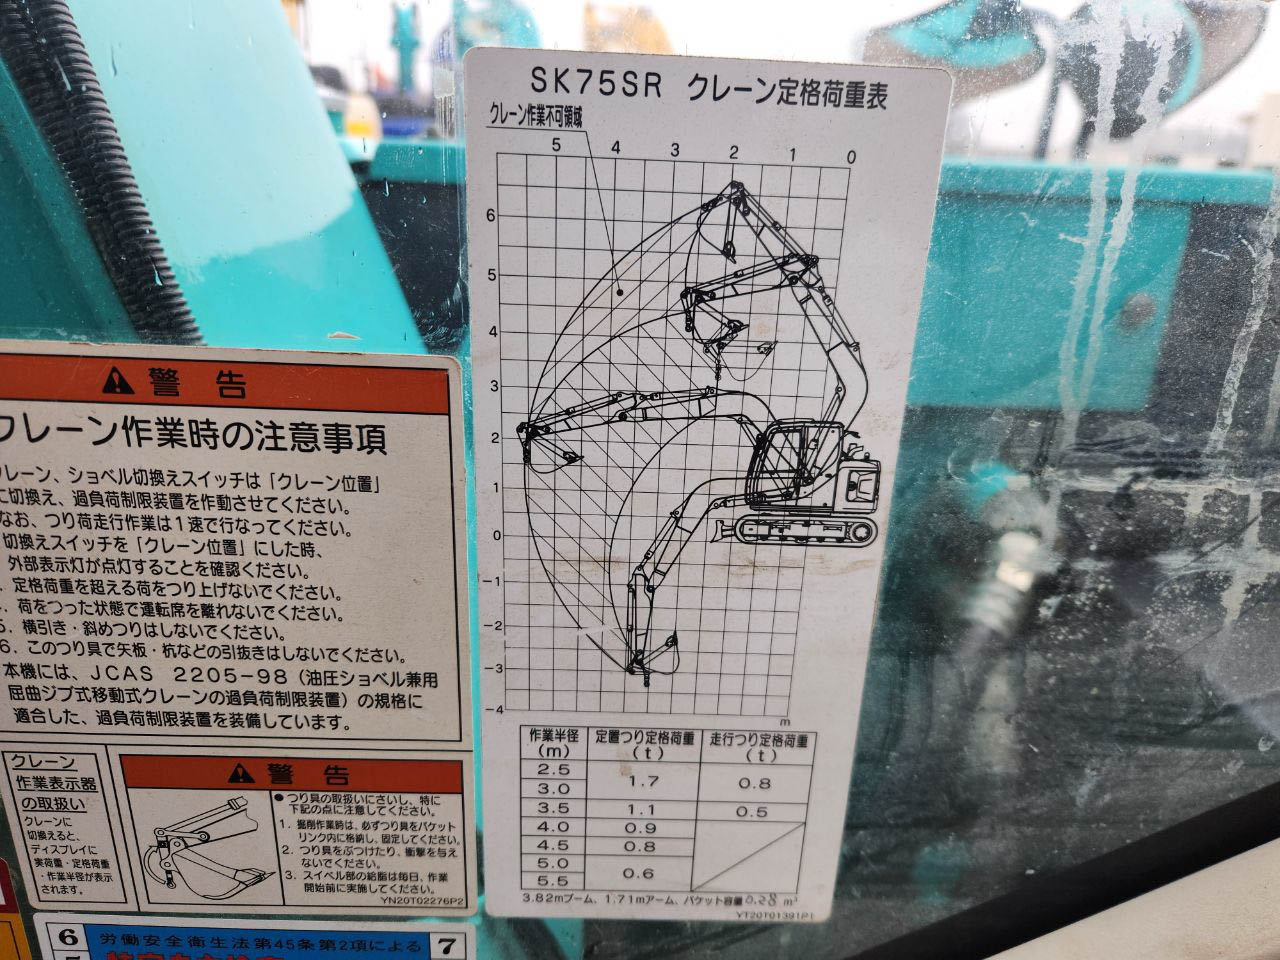 SK75SR クレーン定格荷重表
クレーン作業不可領域
5 4 3 2 1 0
6
5
4
3
2
1
0
−1
−2
−3
−4
m
作業半径(m) 定置つり定格荷重(t) 走行つり定格荷重(t)
2.5 1.7 0.8
3.0
3.5 1.1 0.5
4.0 0.9
4.5 0.8
5.0 0.6
5.5
3.82mブーム、1.71mアーム、バケット容量0.28 m³
YT20T01391P1
警告
クレーン作業時の注意事項
クレーン、ショベル切換えスイッチは「クレーン位置」
に切換え、過負荷制限装置を作動させてください。
なお、つり荷走行作業は1速で行なってください。
切換えスイッチを「クレーン位置」にした時、
外部表示灯が点灯することを確認ください。
定格荷重を超える荷をつり上げないでください。
荷をつった状態で運転席を離れないでください。
5. 横引き・斜めつりはしないでください。
6. このつり具で矢板・杭などの引抜きはしないでください。
本機には、JCAS 2205-98（油圧ショベル兼用
屈曲ジブ式移動式クレーンの過負荷制限装置）の規格に
適合した、過負荷制限装置を装備しています。
クレーン
作業表示器
の取扱い
クレーンに
切換えると、
ディスプレイに
実荷重・定格荷重
・作業半径が表示
されます。
警告
●つり具の取扱いにさいし、特に
下記の点に注意してください。
1. 掘削作業時は、必ずつり具をバケット
リンク内に格納し、固定してください。
2. つり具をぶつけたり、衝撃を与え
ないでください。
3. スイベル部の給脂は毎日、作業
開始前に実施してください。
YN20T02276P2
6 労働安全衛生法第45条第2項による 7